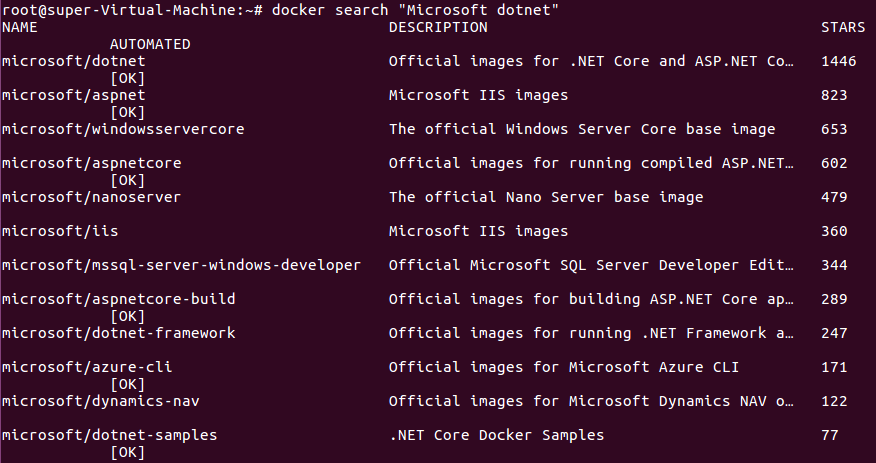 root@super-Virtual-Machine:~# docker search "Microsoft dotnet"
NAME DESCRIPTION STARS
AUTOMATED
microsoft/dotnet Official images for .NET Core and ASP.NET Co… 1446
[OK]
microsoft/aspnet Microsoft IIS images 823
[OK]
microsoft/windowsservercore The official Windows Server Core base image 653
microsoft/aspnetcore Official images for running compiled ASP.NET… 602
[OK]
microsoft/nanoserver The official Nano Server base image 479
microsoft/iis Microsoft IIS images 360
microsoft/mssql-server-windows-developer Official Microsoft SQL Server Developer Edit… 344
microsoft/aspnetcore-build Official images for building ASP.NET Core ap… 289
[OK]
microsoft/dotnet-framework Official images for running .NET Framework a… 247
microsoft/azure-cli Official images for Microsoft Azure CLI 171
[OK]
microsoft/dynamics-nav Official images for Microsoft Dynamics NAV o… 122
microsoft/dotnet-samples .NET Core Docker Samples 77
[OK]